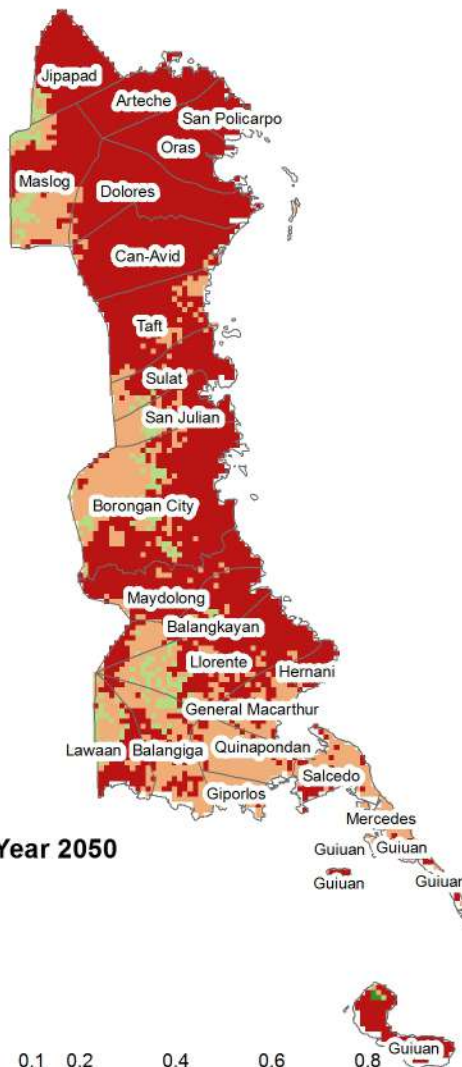 Jipapad
Arteche
San Policarpo
Oras
Maslog
Dolores
Can-Avid
Taft
Sulat
San Julian
Borongan City
Maydolong
Balangkayan
Llorente
Hernani
General Macarthur
Lawaan
Balangiga
Quinapondan
Salcedo
Giporlos
Mercedes
Guiuan
Guiuan
Year 2050
Guiuan
Guiuan
Guiuan
0.1 0.2 0.4 0.6 0.8